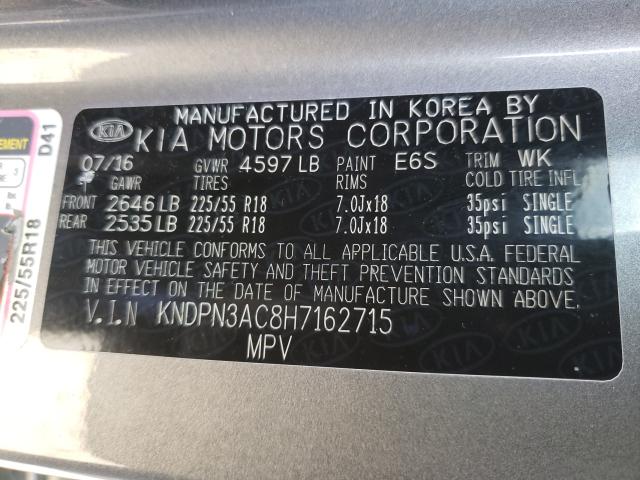 MANUFACTURED IN KOREA BY
KIA KIA MOTORS CORPORATION
07/16 GVWR 4597 LB PAINT E6S TRIM WK
GAWR TIRES RIMS COLD TIRE INFL
FRONT 2646 LB 225/55 R18 7.0Jx18 35psi SINGLE
REAR 2535 LB 225/55 R18 7.0Jx18 35psi SINGLE
THIS VEHICLE CONFORMS TO ALL APPLICABLE U.S.A. FEDERAL
MOTOR VEHICLE SAFETY AND THEFT PREVENTION STANDARDS
IN EFFECT ON THE DATE OF MANUFACTURE SHOWN ABOVE.
V.I.N KNDPN3AC8H7162715
MPV
D41
225/55R18